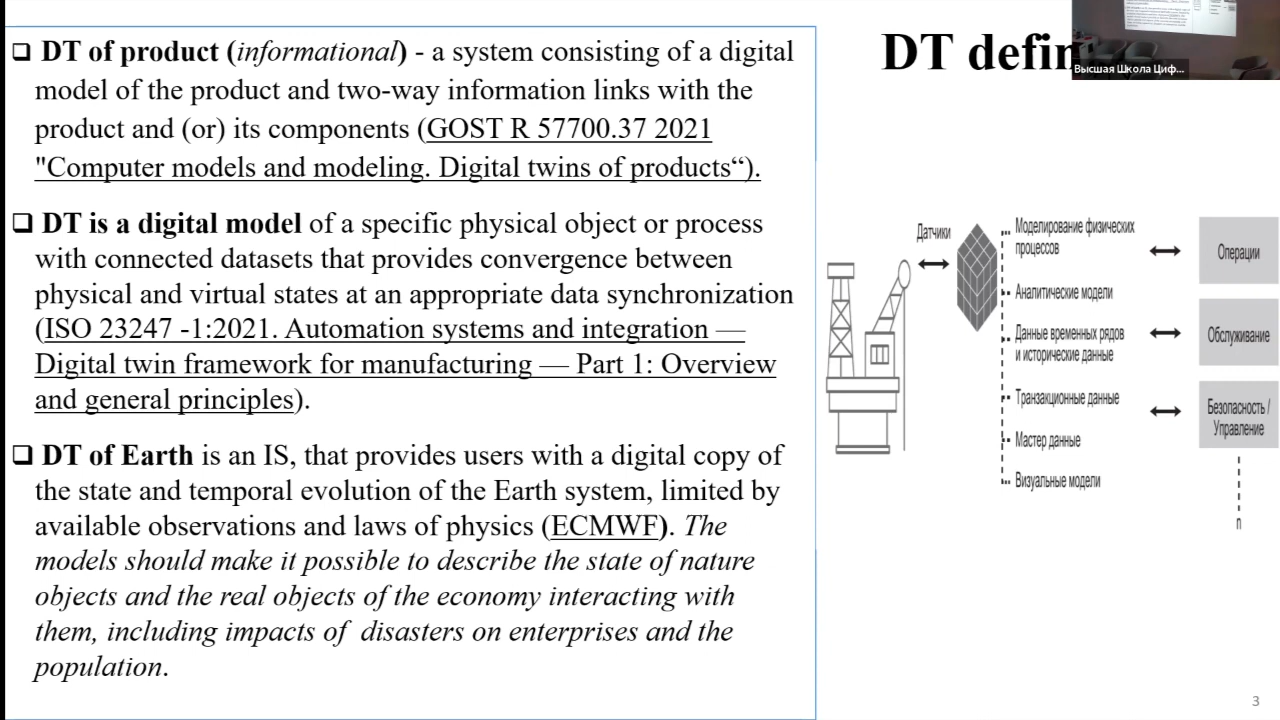 DT of product (informational) - a system consisting of a digital
model of the product and two-way information links with the
product and (or) its components (GOST R 57700.37 2021
"Computer models and modeling. Digital twins of products“).
DT is a digital model of a specific physical object or process
with connected datasets that provides convergence between
physical and virtual states at an appropriate data synchronization
(ISO 23247 -1:2021. Automation systems and integration —
Digital twin framework for manufacturing — Part 1: Overview
and general principles).
DT of Earth is an IS, that provides users with a digital copy of
the state and temporal evolution of the Earth system, limited by
available observations and laws of physics (ECMWF). The
models should make it possible to describe the state of nature
objects and the real objects of the economy interacting with
them, including impacts of disasters on enterprises and the
population.
DT defin
Высшая Школа Циф...
Датчики
Моделирование физических
процессов
Аналитические модели
Данные временных рядов
и исторические данные
Транзакционные данные
Мастер данные
Визуальные модели
Операции
Обслуживание
Безопасность /
Управление
n
3